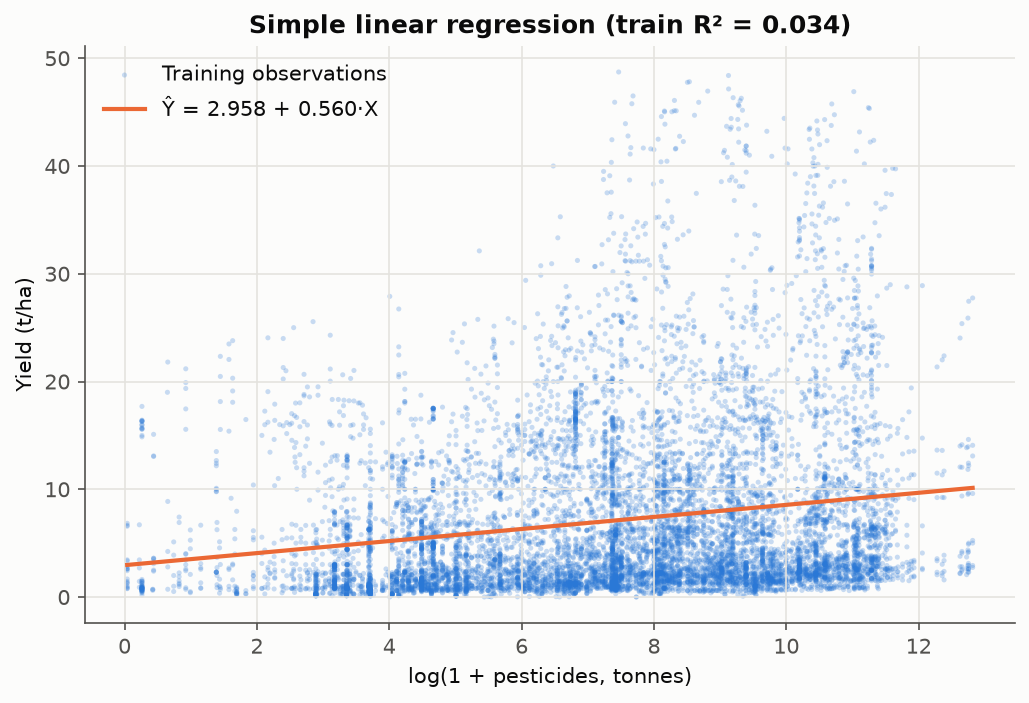 Simple linear regression (train R² = 0.034)
Training observations
Ŷ = 2.958 + 0.560·X
50
40
30
20
10
0
Yield (t/ha)
0 2 4 6 8 10 12
log(1 + pesticides, tonnes)